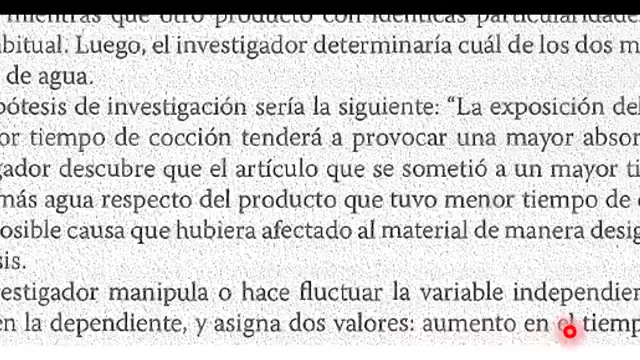 mientras que otro producto con idénticas particularidade
bitual. Luego, el investigador determinaría cuál de los dos m
de agua.
pótesis de investigación sería la siguiente: “La exposición de
or tiempo de cocción tenderá a provocar una mayor absor
gador descubre que el artículo que se sometió a un mayor ti
más agua respecto del producto que tuvo menor tiempo de
osible causa que hubiera afectado al material de manera desig
sis.
estigador manipula o hace fluctuar la variable independien
en la dependiente, y asigna dos valores: aumento en el tiemp